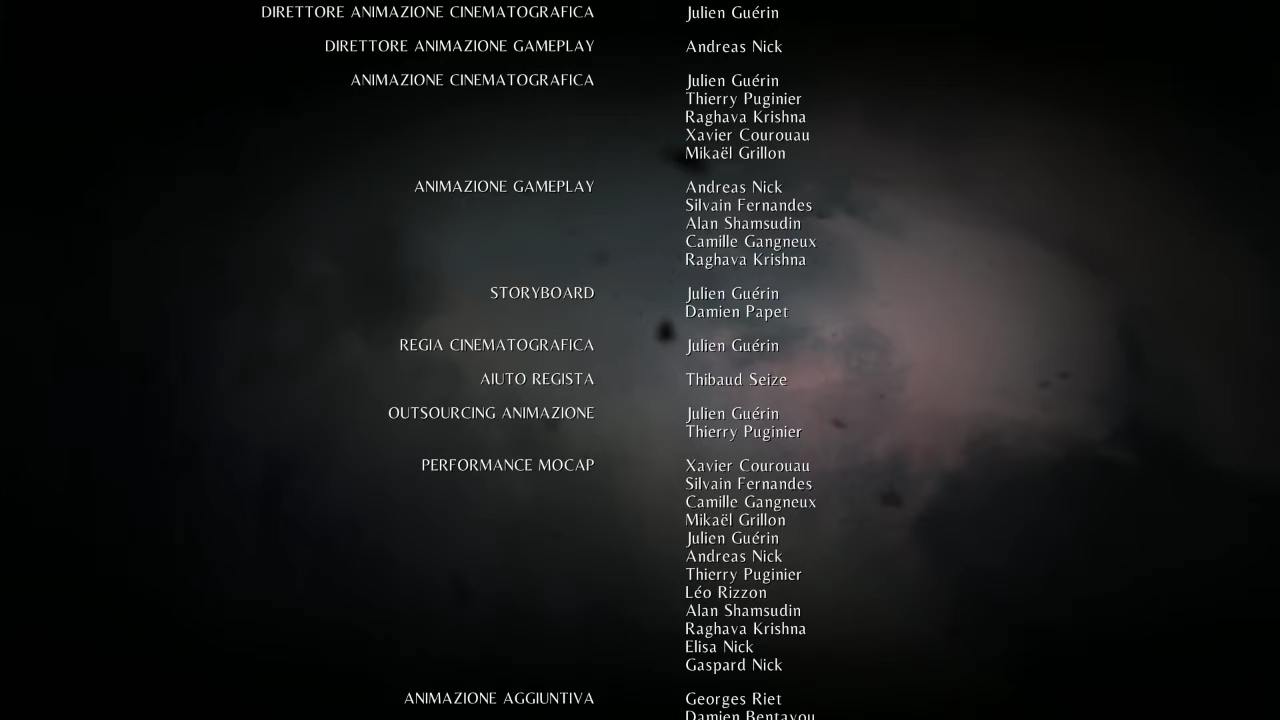 DIRETTORE ANIMAZIONE CINEMATOGRAFICA Julien Guérin
DIRETTORE ANIMAZIONE GAMEPLAY Andreas Nick
ANIMAZIONE CINEMATOGRAFICA Julien Guérin
Thierry Puginier
Raghava Krishna
Xavier Courouau
Mikaël Grillon
ANIMAZIONE GAMEPLAY Andreas Nick
Silvain Fernandes
Alan Shamsudin
Camille Gangneux
Raghava Krishna
STORYBOARD Julien Guérin
Damien Papet
REGIA CINEMATOGRAFICA Julien Guérin
AIUTO REGISTA Thibaud Seize
OUTSOURCING ANIMAZIONE Julien Guérin
Thierry Puginier
PERFORMANCE MOCAP Xavier Courouau
Silvain Fernandes
Camille Gangneux
Mikaël Grillon
Julien Guérin
Andreas Nick
Thierry Puginier
Léo Rizzon
Alan Shamsudin
Raghava Krishna
Elisa Nick
Gaspard Nick
ANIMAZIONE AGGIUNTIVA Georges Riet
Damien Bentayou